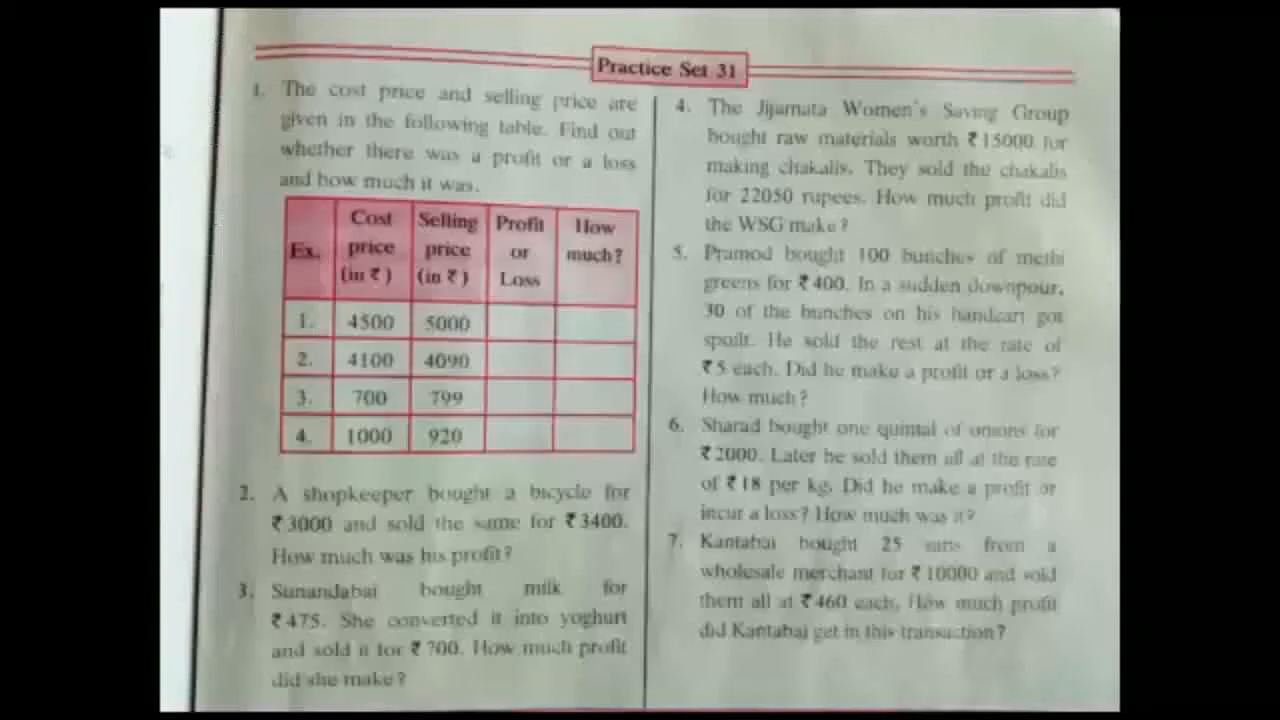 Practice Set 31
1. The cost price and selling price are
given in the following table. Find out
whether there was a profit or a loss
and how much it was.
Ex. Cost price (in ₹) Selling price (in ₹) Profit or Loss How much?
1. 4500 5000
2. 4100 4090
3. 700 799
4. 1000 920
2. A shopkeeper bought a bicycle for
₹3000 and sold the same for ₹3400.
How much was his profit?
3. Sunandabai bought milk for
₹475. She converted it into yoghurt
and sold it for ₹700. How much profit
did she make?
4. The Jijamata Women's Saving Group
bought raw materials worth ₹15000 for
making chakalis. They sold the chakalis
for 22050 rupees. How much profit did
the WSG make?
5. Pramod bought 100 bunches of methi
greens for ₹400. In a sudden downpour,
30 of the bunches on his handcart got
spoilt. He sold the rest at the rate of
₹5 each. Did he make a profit or a loss?
How much?
6. Sharad bought one quintal of onions for
₹2000. Later he sold them all at the rate
of ₹18 per kg. Did he make a profit or
incur a loss? How much was it?
7. Kantabai bought 25 saris from a
wholesale merchant for ₹10000 and sold
them all at ₹460 each. How much profit
did Kantabai get in this transaction?